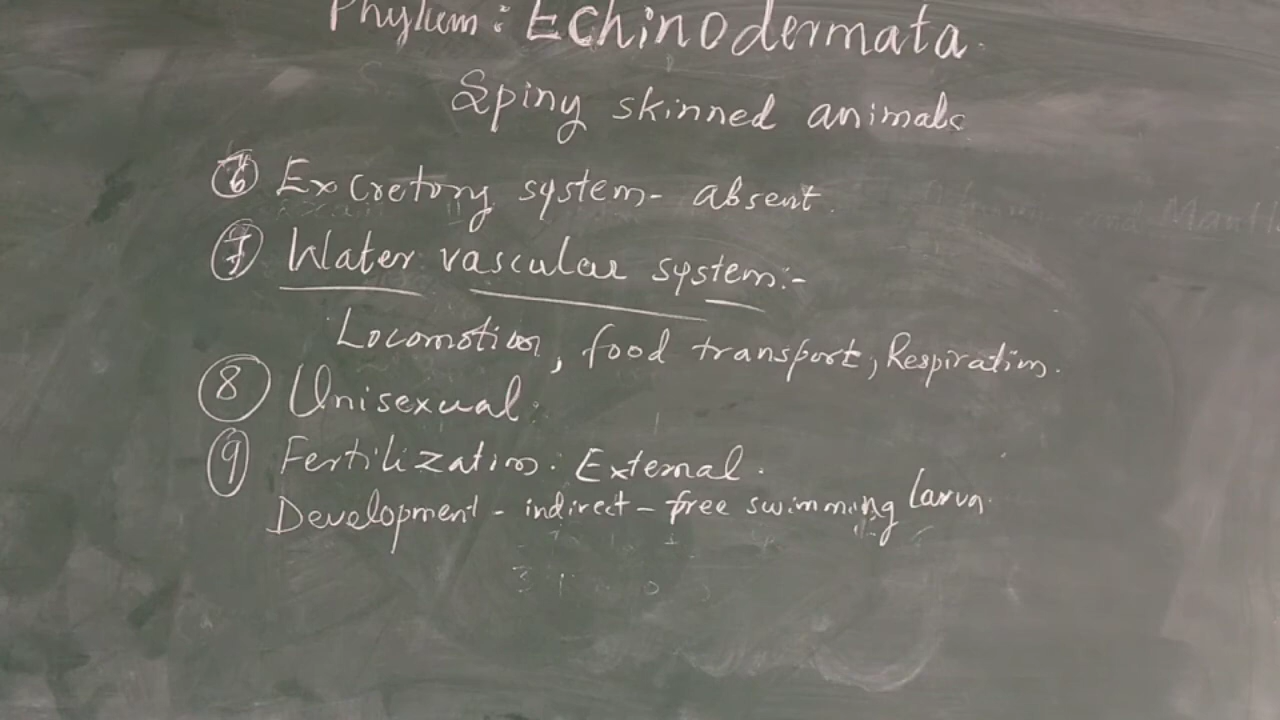 Phylum : Echinodermata.
Spiny skinned animals
⑥ Excretory system - absent.
⑦ Water vascular system:-
Locomotion, food transport, Respiration.
⑧ Unisexual.
⑨ Fertilization. External.
Development - indirect - free swimming Larva.